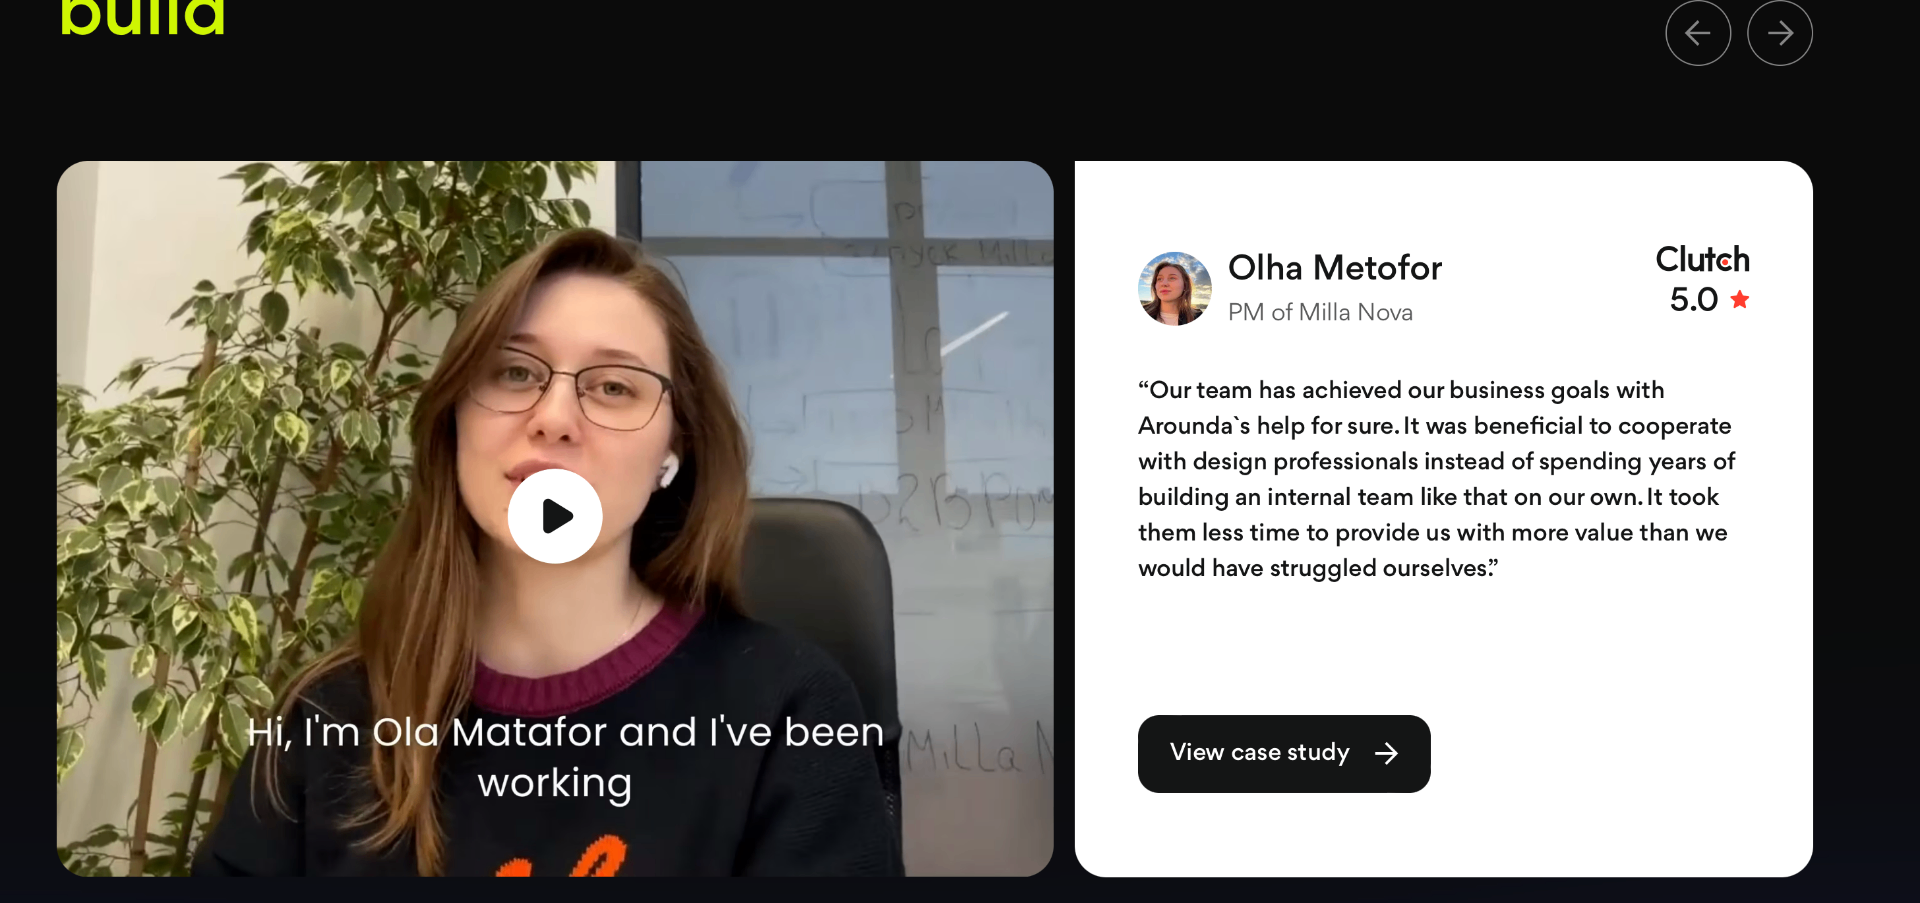 build
Hi, I'm Ola Matafor and I've been
working
Milla
Olha Metofor
PM of Milla Nova
Clutch
5.0
“Our team has achieved our business goals with
Arounda`s help for sure. It was beneficial to cooperate
with design professionals instead of spending years of
building an internal team like that on our own. It took
them less time to provide us with more value than we
would have struggled ourselves.”
View case study